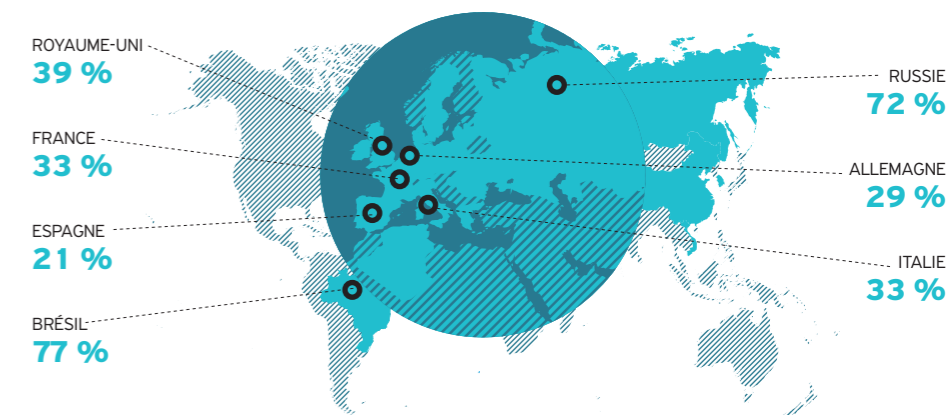 ROYAUME-UNI
39 %
FRANCE
33 %
ESPAGNE
21 %
BRÉSIL
77 %
RUSSIE
72 %
ALLEMAGNE
29 %
ITALIE
33 %